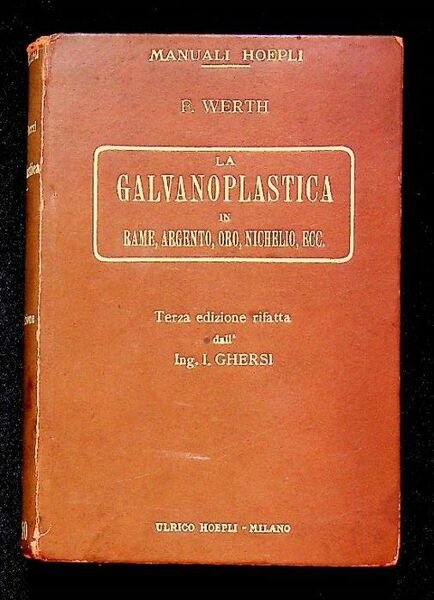 MANUALI HOEPLI
F. WERTH
LA
GALVANOPLASTICA
IN
RAME, ARGENTO, ORO, NICHELIO, ECC.
Terza edizione rifatta
dall'
Ing. I. GHERSI
ULRICO HOEPLI - MILANO